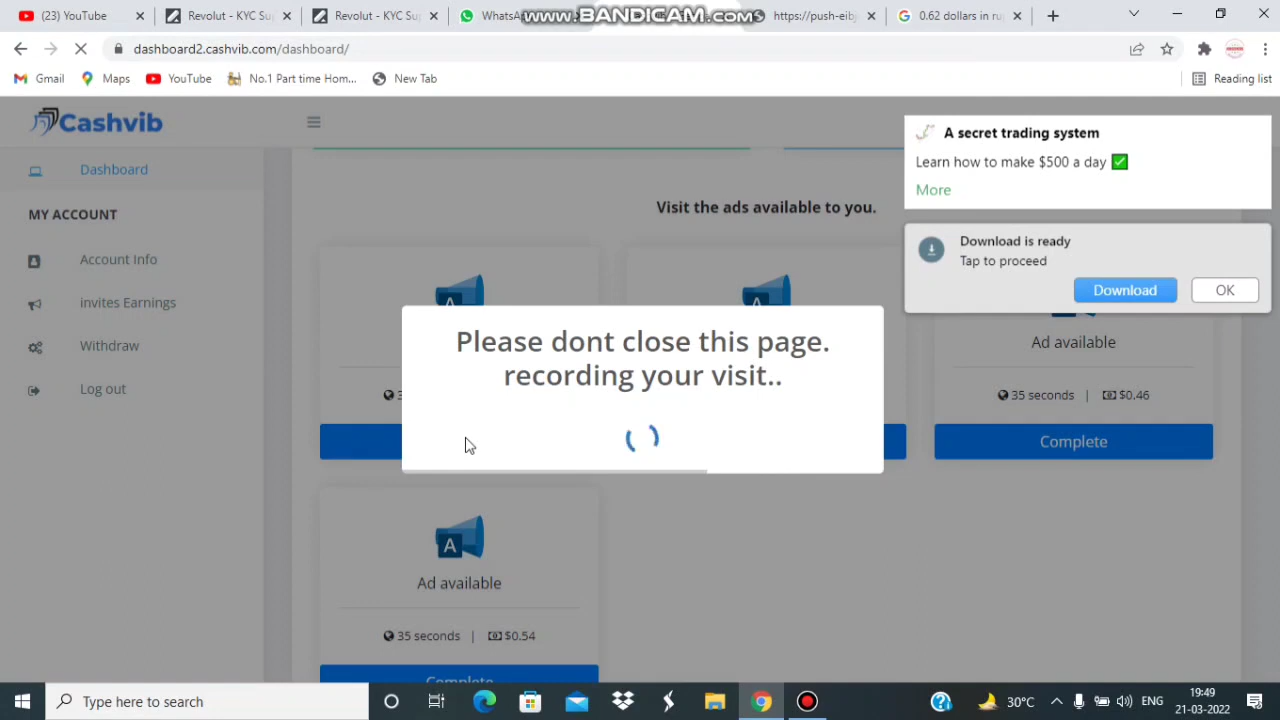 (23) YouTube
Revolut - KYC Su
Revolut - KYC Su
WhatsA
www.BANDICAM.com
https://push-eibj
0.62 dollars in ru
dashboard2.cashvib.com/dashboard/
Gmail
Maps
YouTube
No.1 Part time Hom...
New Tab
Reading list
Cashvib
A secret trading system
Learn how to make $500 a day ✅
More
Dashboard
MY ACCOUNT
Visit the ads available to you.
Download is ready
Tap to proceed
Download
OK
Account Info
invites Earnings
Withdraw
Log out
A
A
Please dont close this page.
recording your visit..
Ad available
35 seconds | $0.46
Complete
A
Ad available
35 seconds | $0.54
Complete
Type here to search
30°C
ENG
19:49
21-03-2022